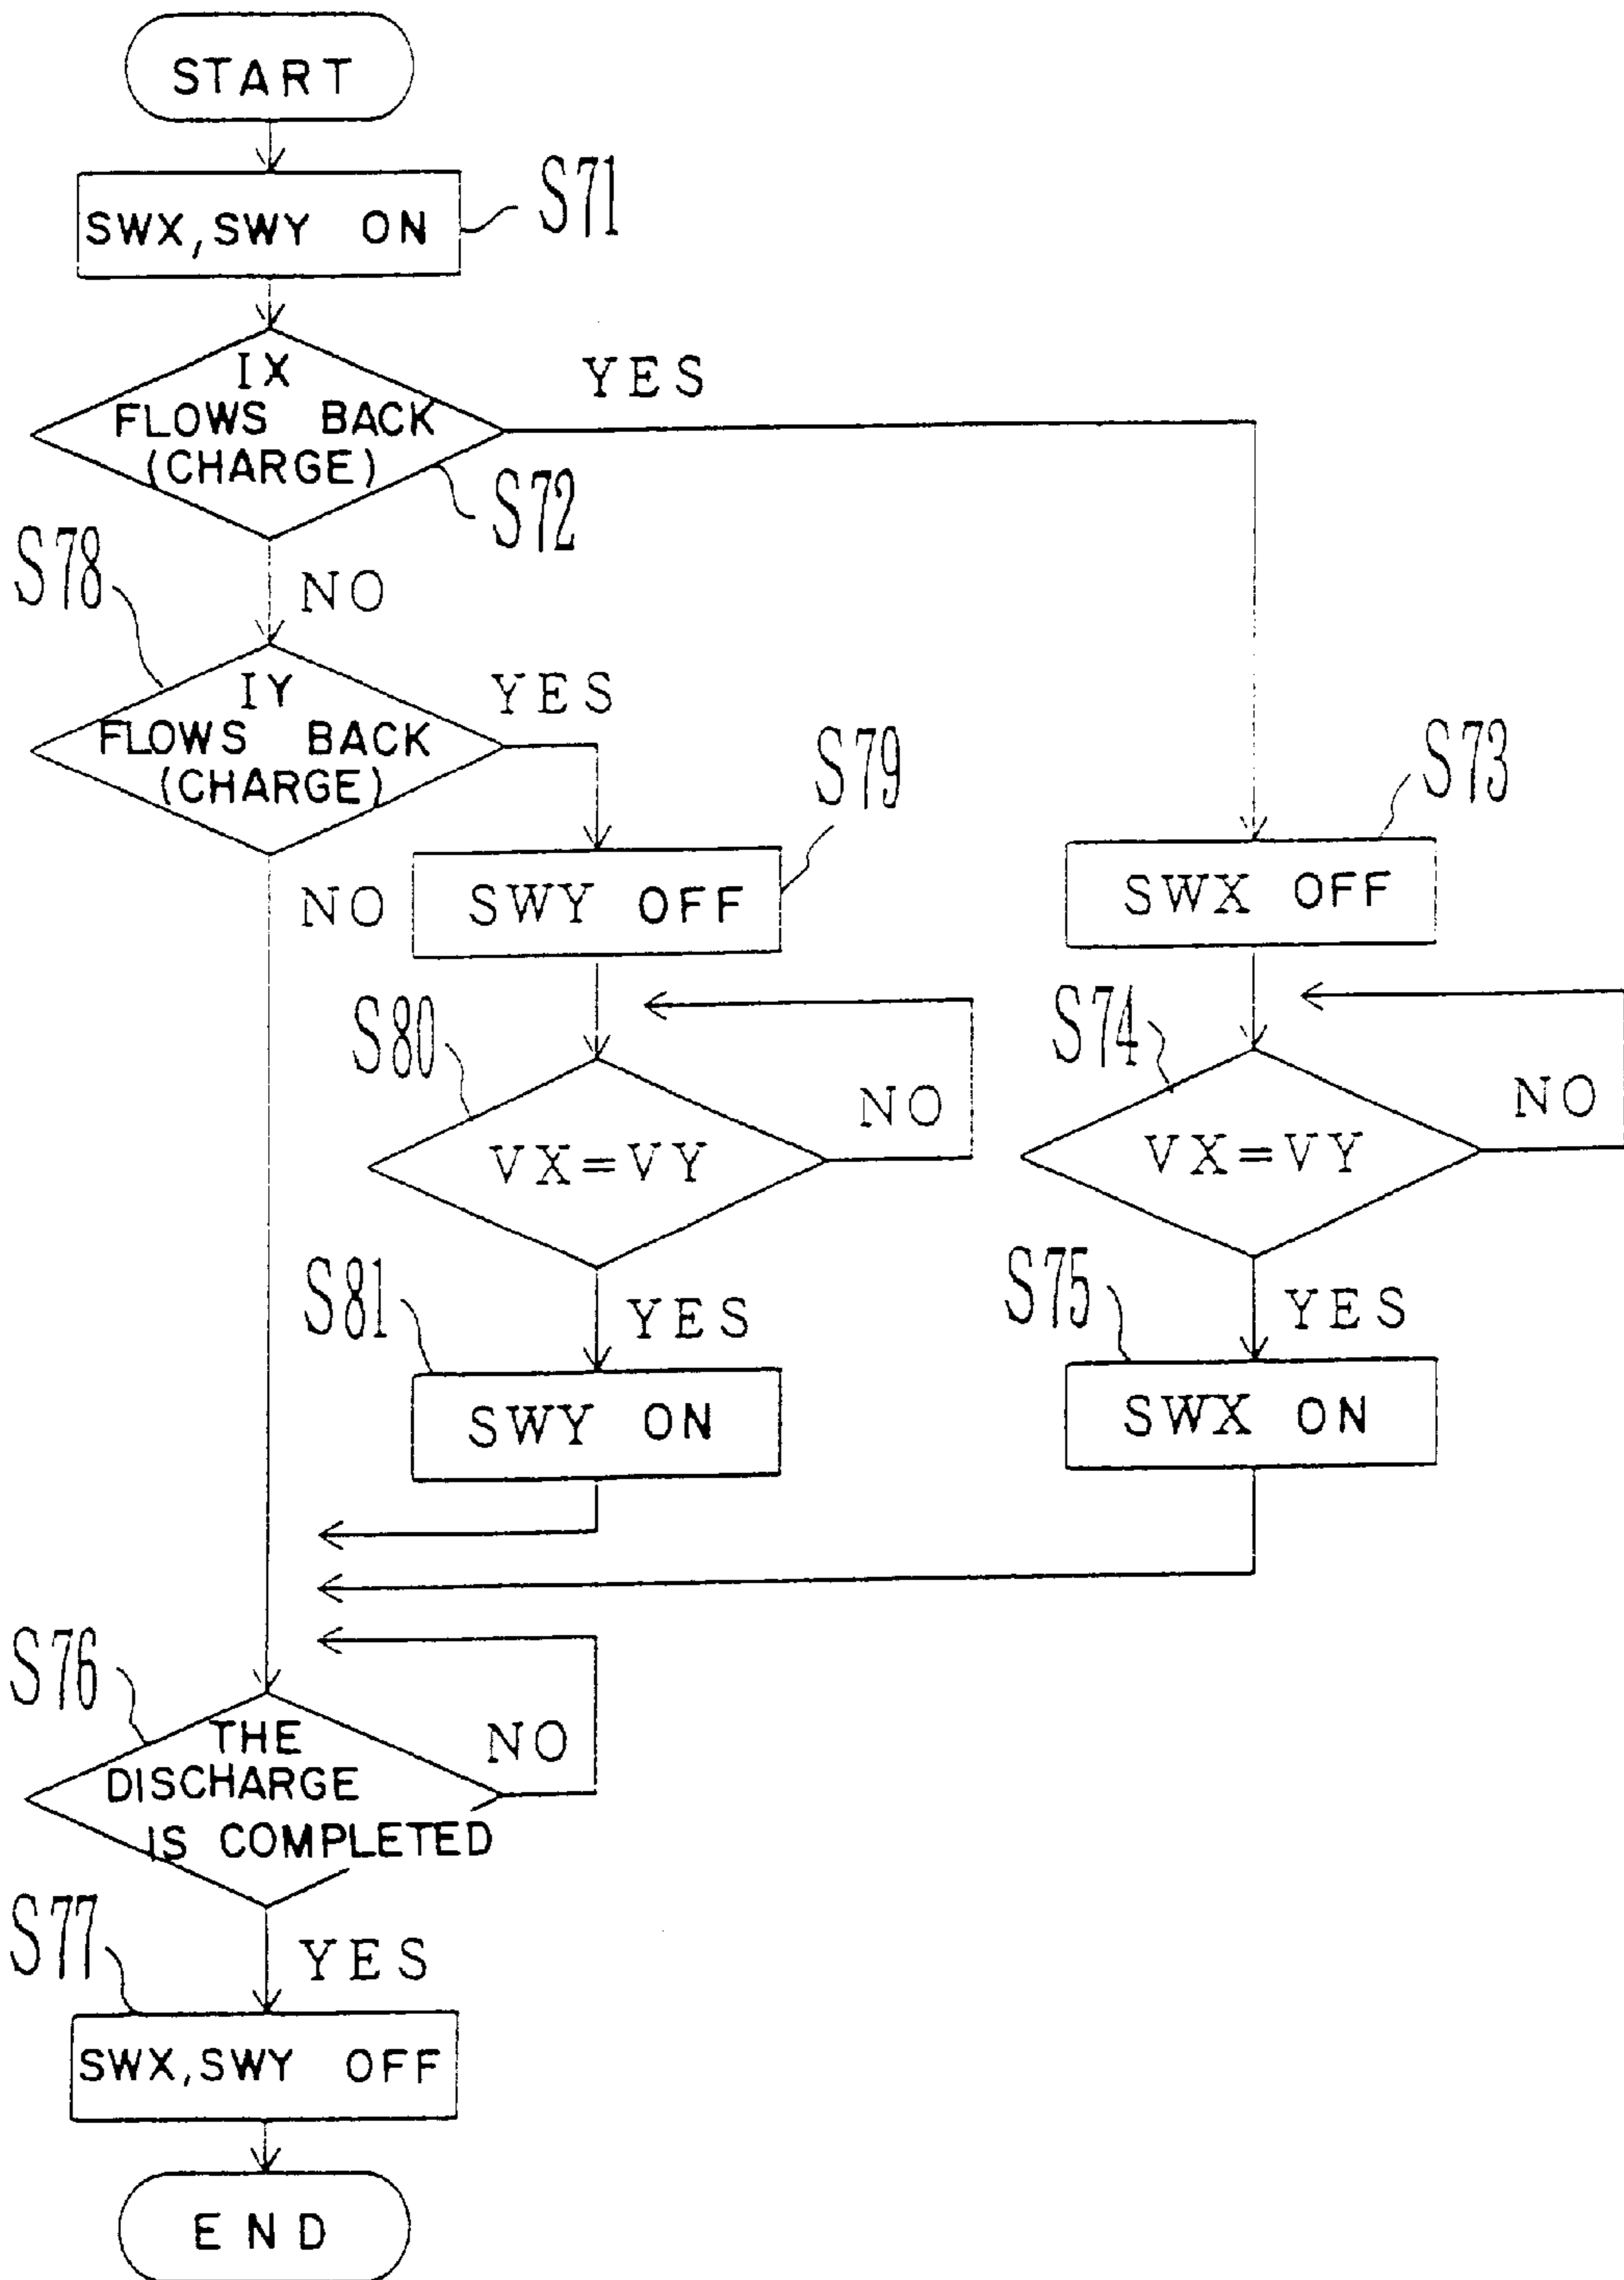 START
SWX, SWY ON
S71
IX
FLOWS BACK
(CHARGE)
YES
S72
S78
NO
IY
FLOWS BACK
(CHARGE)
YES
S79
S73
NO
SWY OFF
SWX OFF
S80
S74
NO
NO
VX=VY
VX=VY
S81
YES
S75
YES
SWY ON
SWX ON
S76
THE
DISCHARGE
IS COMPLETED
NO
S77
YES
SWX, SWY OFF
END